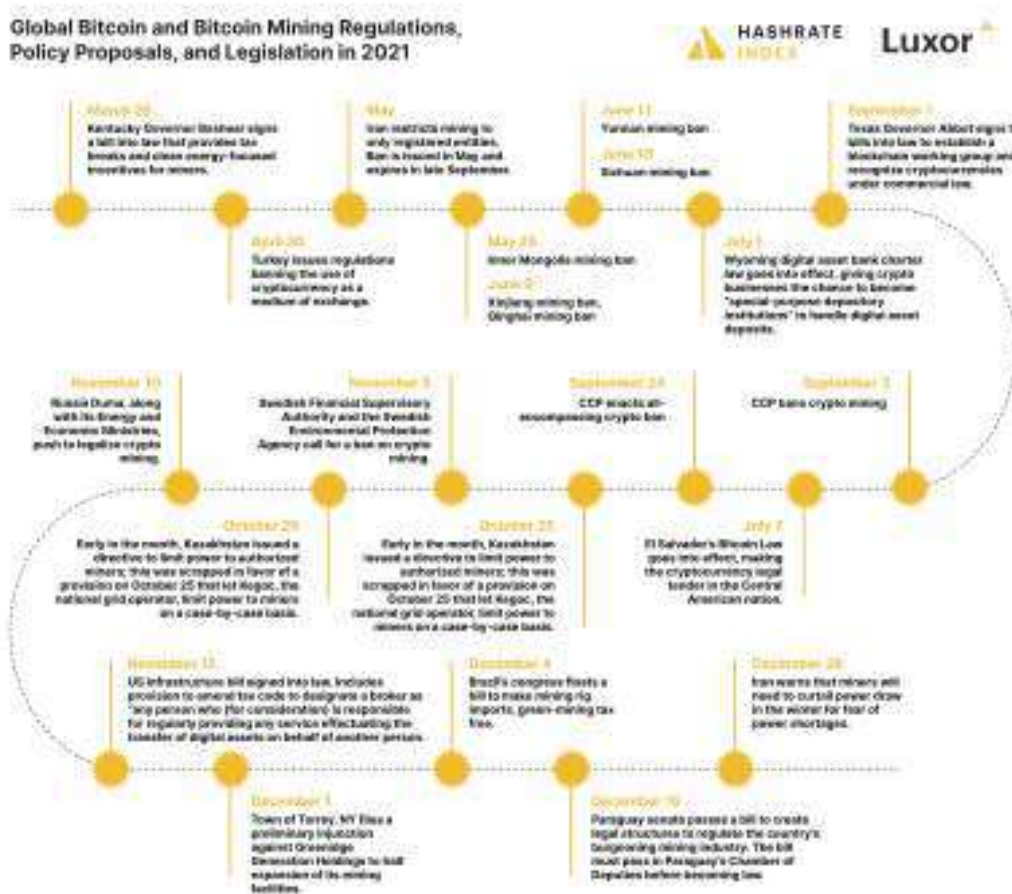 Global Bitcoin and Bitcoin Mining Regulations,
Policy Proposals, and Legislation in 2021
HASHRATE
INDEX
Luxor
Kentucky Governor Beshear signs
a bill into law that provides tax
breaks and clean energy-focused
incentives for miners.
May
Iran restricts mining to
only registered entities.
Ban is issued in May and
expires in late September.
June 11
Yunnan mining ban
Sichuan mining ban
September 1
Texas Governor Abbot signs
bills into law to establish a
blockchain working group and
recognize cryptocurrencies
under commercial law.
Turkey issues regulations
banning the use of
cryptocurrency as a
medium of exchange.
Inner Mongolia mining ban
Xinjiang mining ban,
Qinghai mining ban
July 1
Wyoming digital asset bank charter
law goes into effect, giving crypto
businesses the chance to become
"special-purpose depository
institutions" to handle digital asset
deposits.
November 10
Russia Duma, along
with its Energy and
Economic Ministries,
push to legalize crypto
mining.
Swedish Financial Supervisory
Authority and the Swedish
Environmental Protection
Agency call for a ban on crypto
mining.
September 24
CCP enacts all-
encompassing crypto ban
September 3
CCP bans crypto mining
Early in the month, Kazakhstan issued a
directive to limit power to authorized
miners; this was scrapped in favor of a
provision on October 25 that let Kegoc, the
national grid operator, limit power to miners
on a case-by-case basis.
October 25
Early in the month, Kazakhstan
issued a directive to limit power to
authorized miners; this was
scrapped in favor of a provision on
October 25 that let Kegoc, the
national grid operator, limit power to
miners on a case-by-case basis.
July 7
El Salvador's Bitcoin Law
goes into effect, making
the cryptocurrency legal
tender in the Central
American nation.
US infrastructure bill signed into law. Includes
provision to amend tax code to designate a broker as
"any person who (for consideration) is responsible
for regularly providing any service effectuating the
transfer of digital assets on behalf of another person.
December 4
Brazil's congress floats a
bill to make mining rig
imports, green-mining tax
free.
Iran warns that miners will
need to curtail power draw
in the winter for fear of
power shortages.
December 1
Town of Torrey, NY files a
preliminary injunction
against Greenidge
Generation Holdings to halt
expansion of its mining
facilities.
Paraguay senate passes a bill to create
legal structures to regulate the country's
burgeoning mining industry. The bill
must pass in Paraguay's Chamber of
Deputies before becoming law.